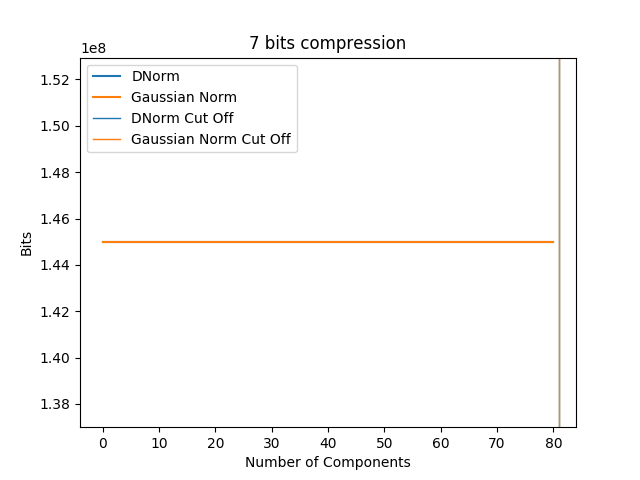 7 bits compression
1e8
1.52
1.50
1.48
1.46
1.44
1.42
1.40
1.38
Bits
DNorm
Gaussian Norm
DNorm Cut Off
Gaussian Norm Cut Off
0 10 20 30 40 50 60 70 80
Number of Components